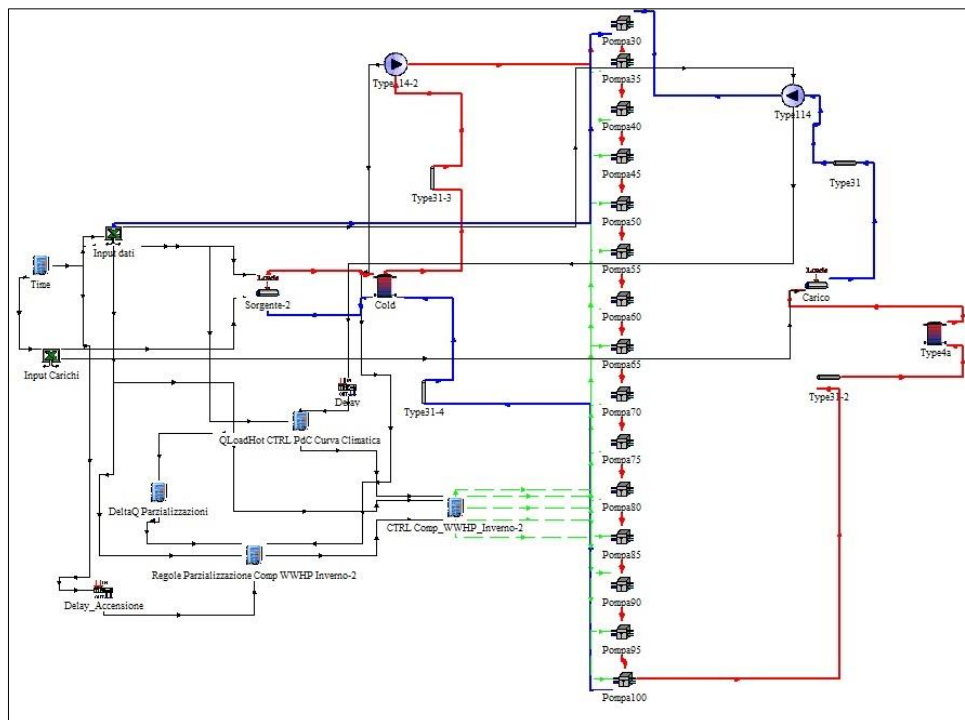 Pompa30
Type114-2
Pompa35
Type114
Pompa40
Pompa45
Type31
Type31-3
Pompa50
Input dati
Pompa55
Time
Loads
Sorgente-2
Cold
Loads
Carico
Pompa60
Type4a
Input Carichi
Pompa65
Type31-2
Delay
Type31-4
Pompa70
QLoadHot CTRL PdC Curva Climatica
Pompa75
DeltaQ Parzializzazioni
Pompa80
CTRL Comp_WWHP_Inverno-2
Pompa85
Regole Parzializzazione Comp WWHP Inverno-2
Delay_Accensione
Pompa90
Pompa95
Pompa100